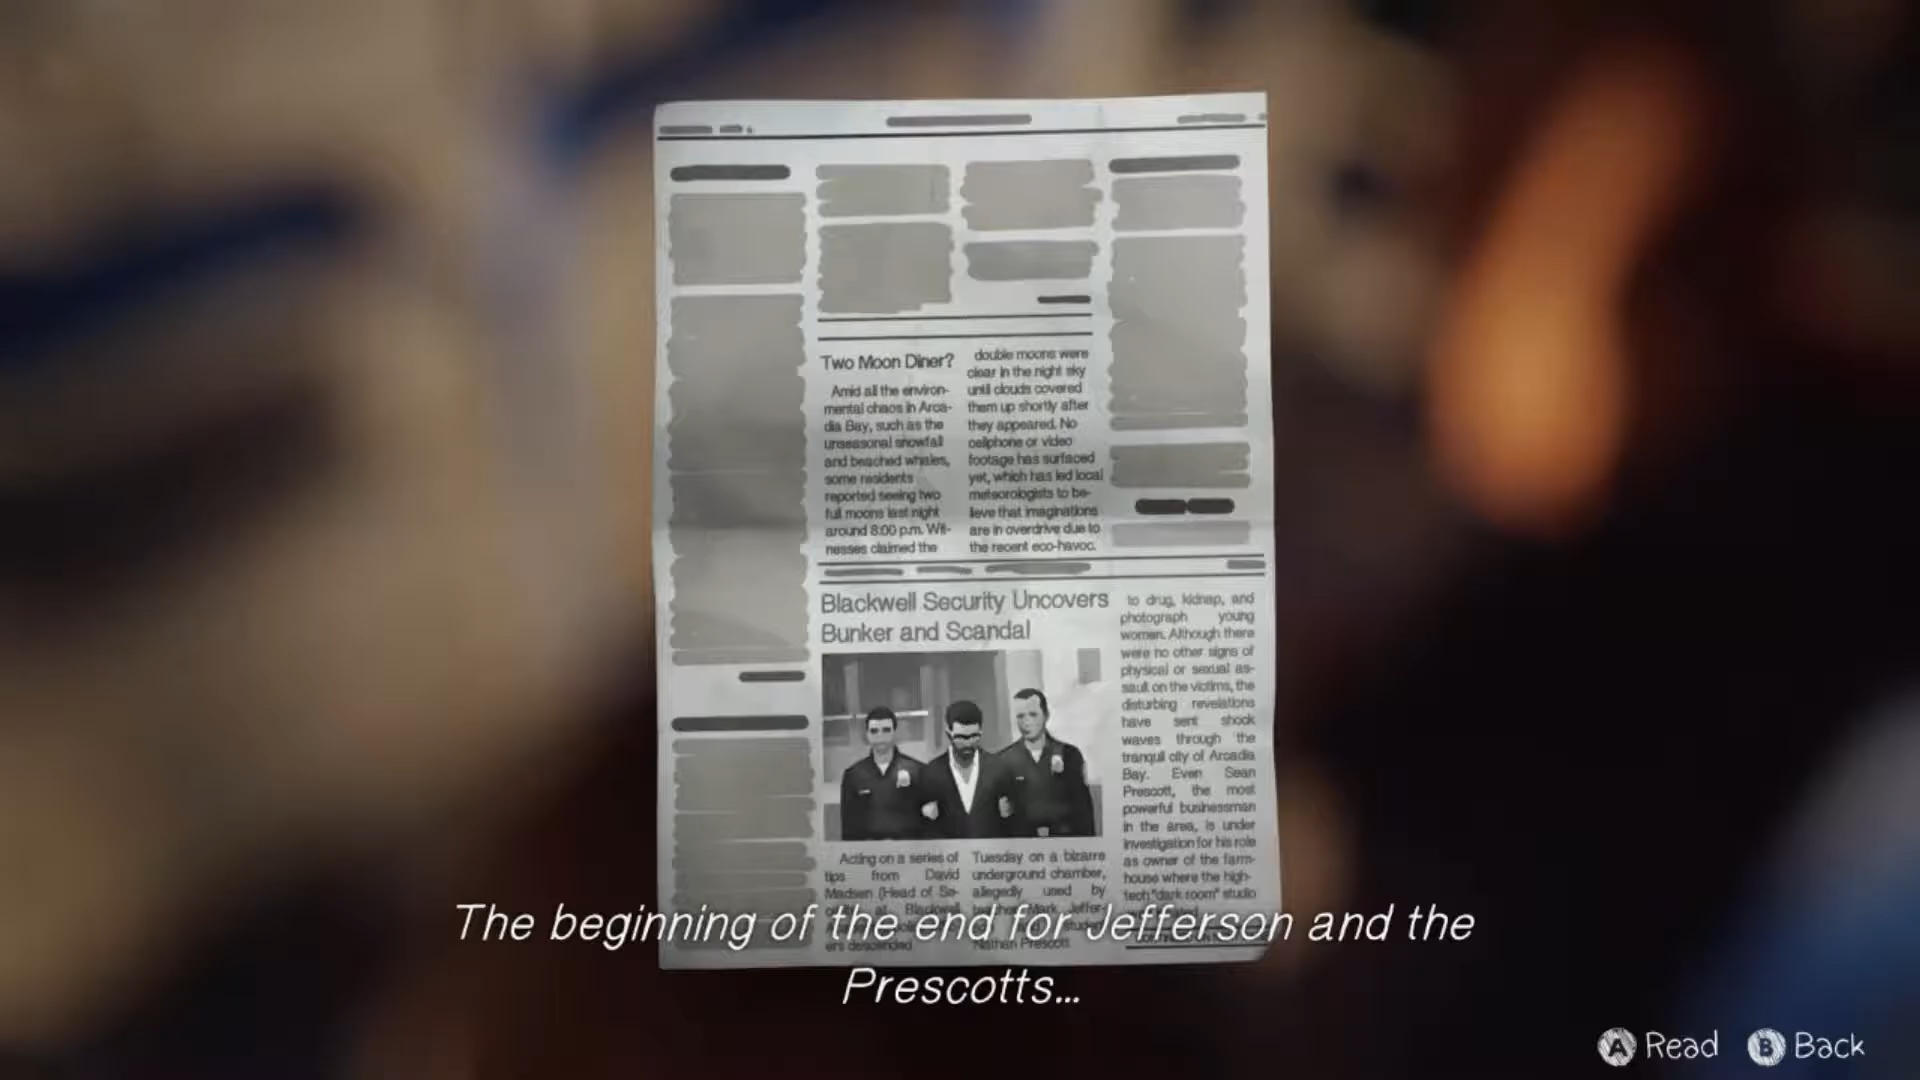 Two Moon Diner?
Amid all the environ-
mental chaos in Arca-
dia Bay, such as the
unseasonal snowfall
and beached whales,
some residents
reported seeing two
full moons last night
around 8:00 p.m. Wit-
nesses claimed the
double moons were
clear in the night sky
until clouds covered
them up shortly after
they appeared. No
cellphone or video
footage has surfaced
yet, which has led local
meteorologists to be-
lieve that imaginations
are in overdrive due to
the recent eco-havoc.
Blackwell Security Uncovers
Bunker and Scandal
Acting on a series of
tips from David
Madsen (Head of Se-
at Blackwell
ers descended
Tuesday on a bizarre
underground chamber,
allegedly used by
Mark Jeffer-
Nathan Prescott
to drug, kidnap, and
photograph young
women. Although there
were no other signs of
physical or sexual as-
sault on the victims, the
disturbing revelations
have sent shock
waves through the
tranquil city of Arcadia
Bay. Even Sean
Prescott, the most
powerful businessman
in the area, is under
investigation for his role
as owner of the farm-
house where the high-
tech "dark room" studio
The beginning of the end for Jefferson and the
Prescotts...
A Read B Back